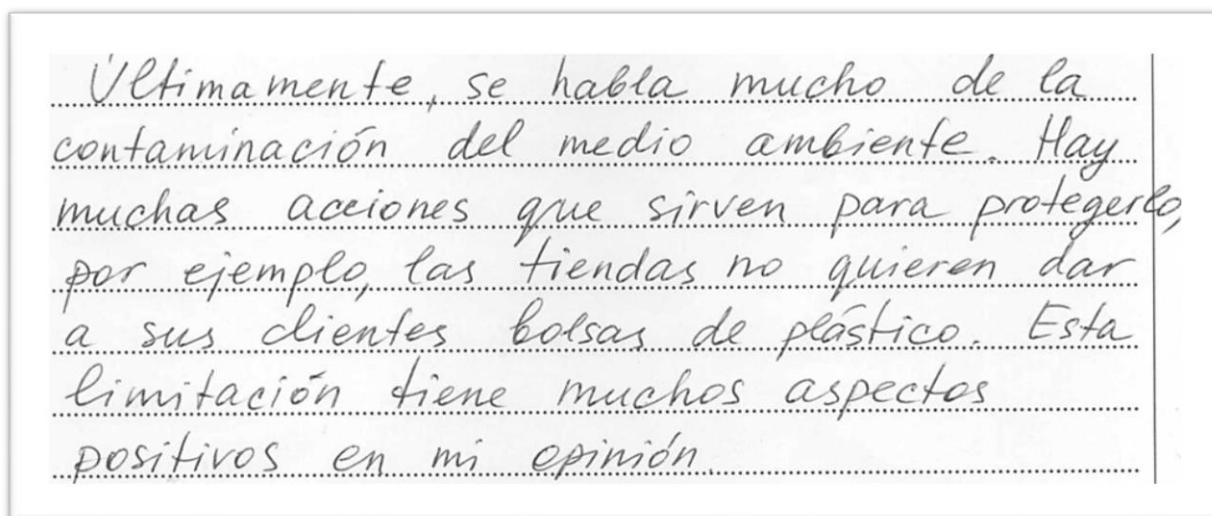 Últimamente, se habla mucho de la
contaminación del medio ambiente. Hay
muchas acciones que sirven para protegerlo,
por ejemplo, las tiendas no quieren dar
a sus clientes bolsas de plástico. Esta
limitación tiene muchos aspectos
positivos en mi opinión.